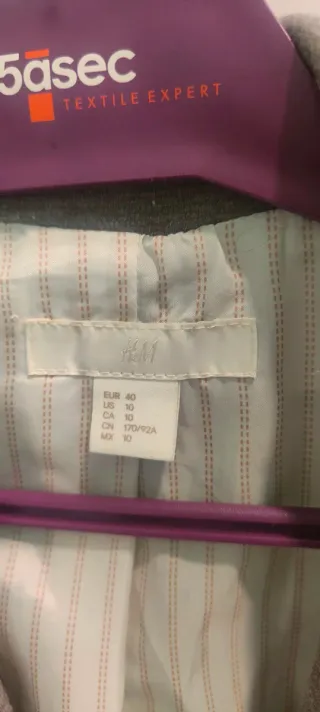 5àsec
TEXTILE EXPERT
H&M
EUR 40
US 10
CA 10
CN 170/92A
MX 10